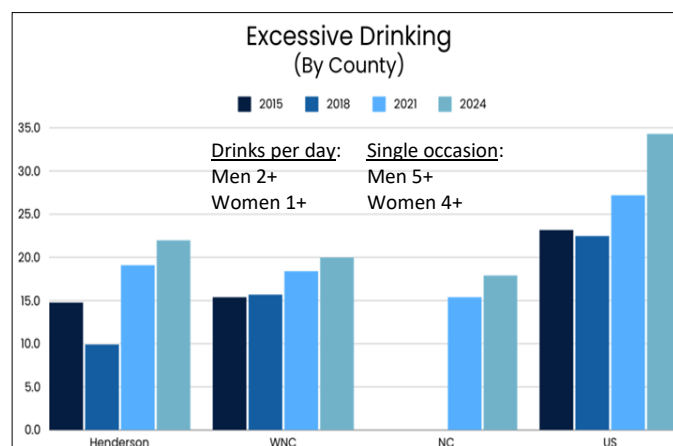 Excessive Drinking
(By County)
2015 2018 2021 2024
35.0
Drinks per day: Single occasion:
30.0
Men 2+ Men 5+
Women 1+ Women 4+
25.0
20.0
15.0
10.0
5.0
0.0
Henderson WNC NC US